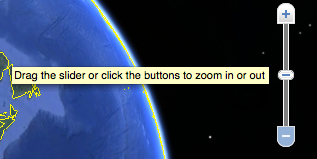 Drag the slider or click the buttons to zoom in or out